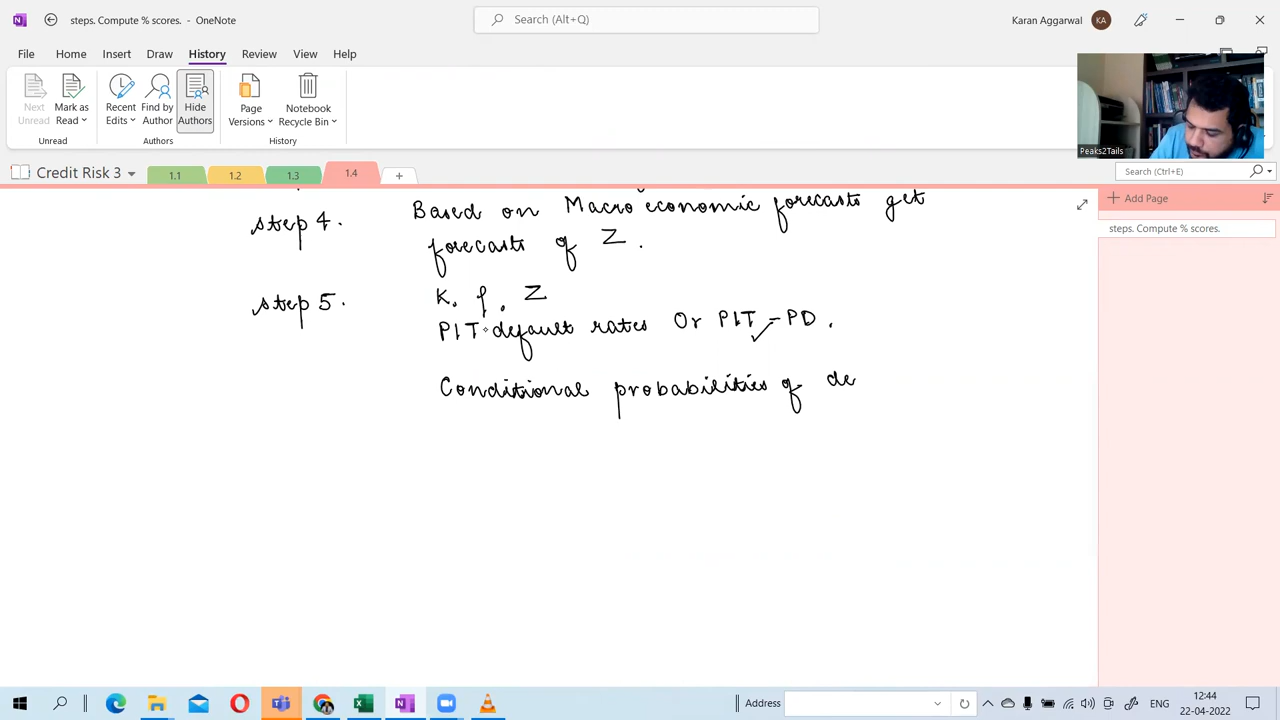 steps. Compute % scores. - OneNote
Search (Alt+Q)
Karan Aggarwal
KA
File Home Insert Draw History Review View Help
Next Unread
Mark as Read
Recent Edits
Find by Author
Hide Authors
Page Versions
Notebook Recycle Bin
Unread
Authors
History
Peaks2Tails
Credit Risk 3
1.1 1.2 1.3 1.4
Search (Ctrl+E)
Add Page
steps. Compute % scores.
step 4. Based on Macro economic forecasts get
forecasts of Z.
step 5. K, ρ, Z
PIT default rates Or PIT - PD.
Conditional probabilities of de
Address
ENG
12:44
22-04-2022